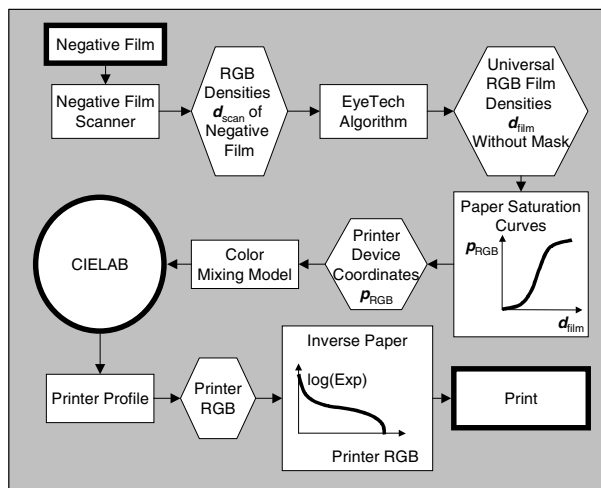 Negative Film
Negative Film
Scanner
RGB
Densities
dscan of
Negative
Film
EyeTech
Algorithm
Universal
RGB Film
Densities
dfilm
Without Mask
Paper Saturation
Curves
pRGB
dfilm
Printer
Device
Coordinates
pRGB
Color
Mixing Model
CIELAB
Printer Profile
Printer
RGB
Inverse Paper
log(Exp)
Printer RGB
Print